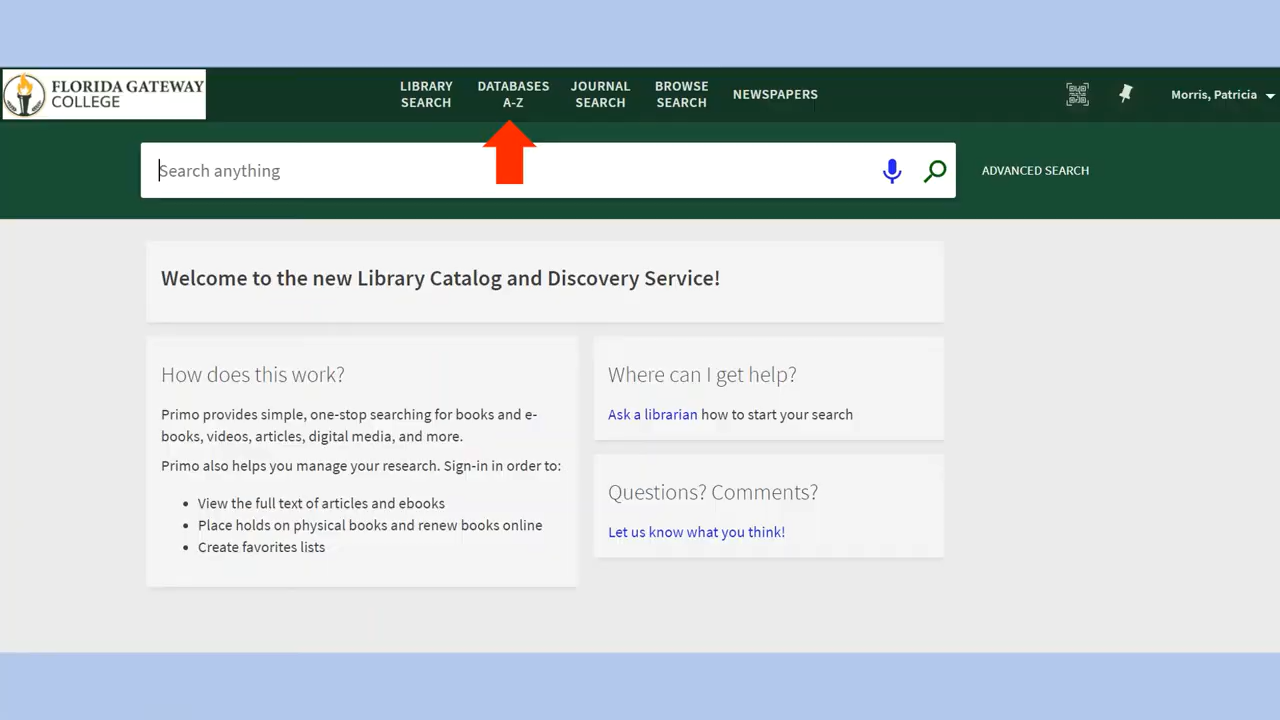 FLORIDA GATEWAY
COLLEGE
LIBRARY
SEARCH
DATABASES
A-Z
JOURNAL
SEARCH
BROWSE
SEARCH
NEWSPAPERS
Morris, Patricia
Search anything
ADVANCED SEARCH
Welcome to the new Library Catalog and Discovery Service!
How does this work?
Primo provides simple, one-stop searching for books and e-
books, videos, articles, digital media, and more.
Primo also helps you manage your research. Sign-in in order to:
• View the full text of articles and ebooks
• Place holds on physical books and renew books online
• Create favorites lists
Where can I get help?
Ask a librarian how to start your search
Questions? Comments?
Let us know what you think!